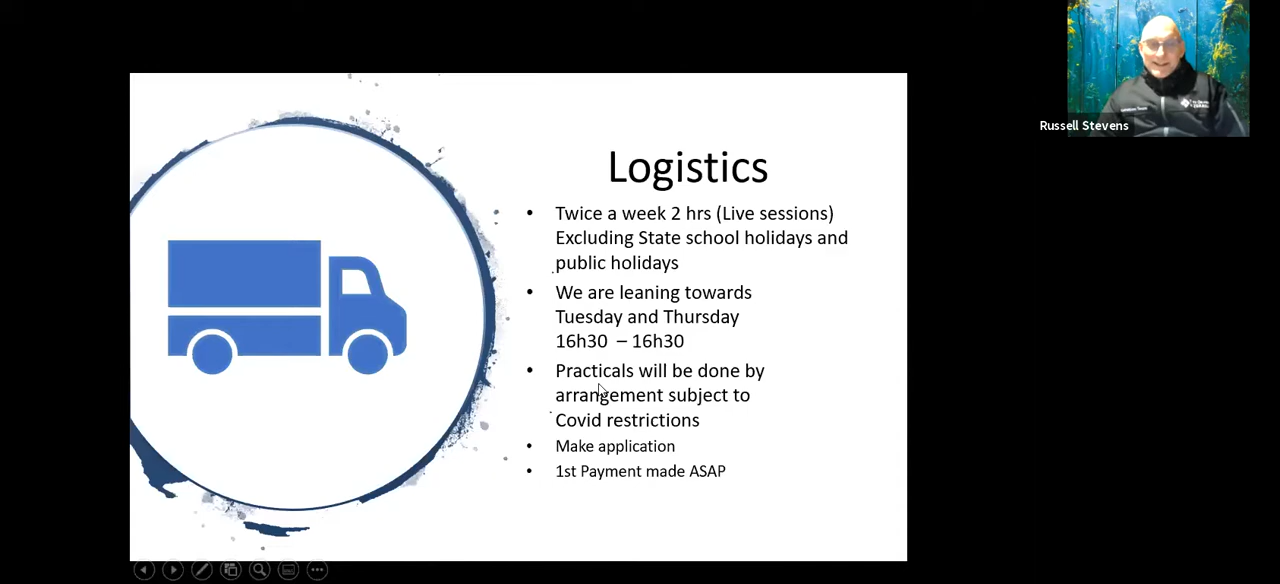 Logistics
• Twice a week 2 hrs (Live sessions)
Excluding State school holidays and
public holidays
• We are leaning towards
Tuesday and Thursday
16h30 – 16h30
• Practicals will be done by
arrangement subject to
Covid restrictions
• Make application
• 1st Payment made ASAP
Russell Stevens